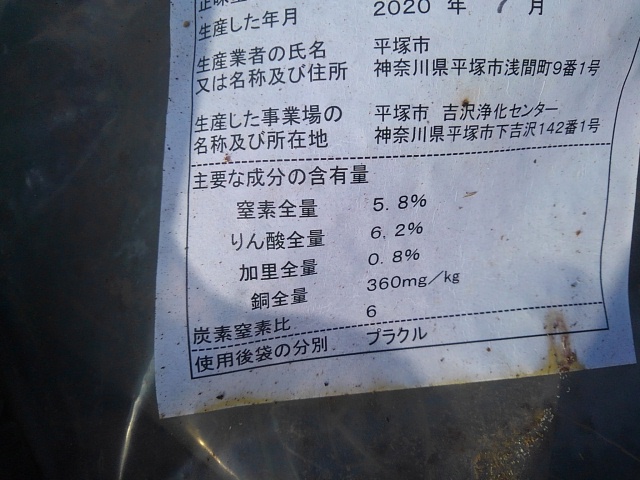 正味重
生産した年月 2020 年 7 月
生産業者の氏名 平塚市
又は名称及び住所 神奈川県平塚市浅間町9番1号
生産した事業場の 平塚市 吉沢浄化センター
名称及び所在地 神奈川県平塚市下吉沢142番1号
主要な成分の含有量
窒素全量 5.8%
りん酸全量 6.2%
加里全量 0.8%
銅全量 360mg/kg
炭素窒素比 6
使用後袋の分別 プラクル